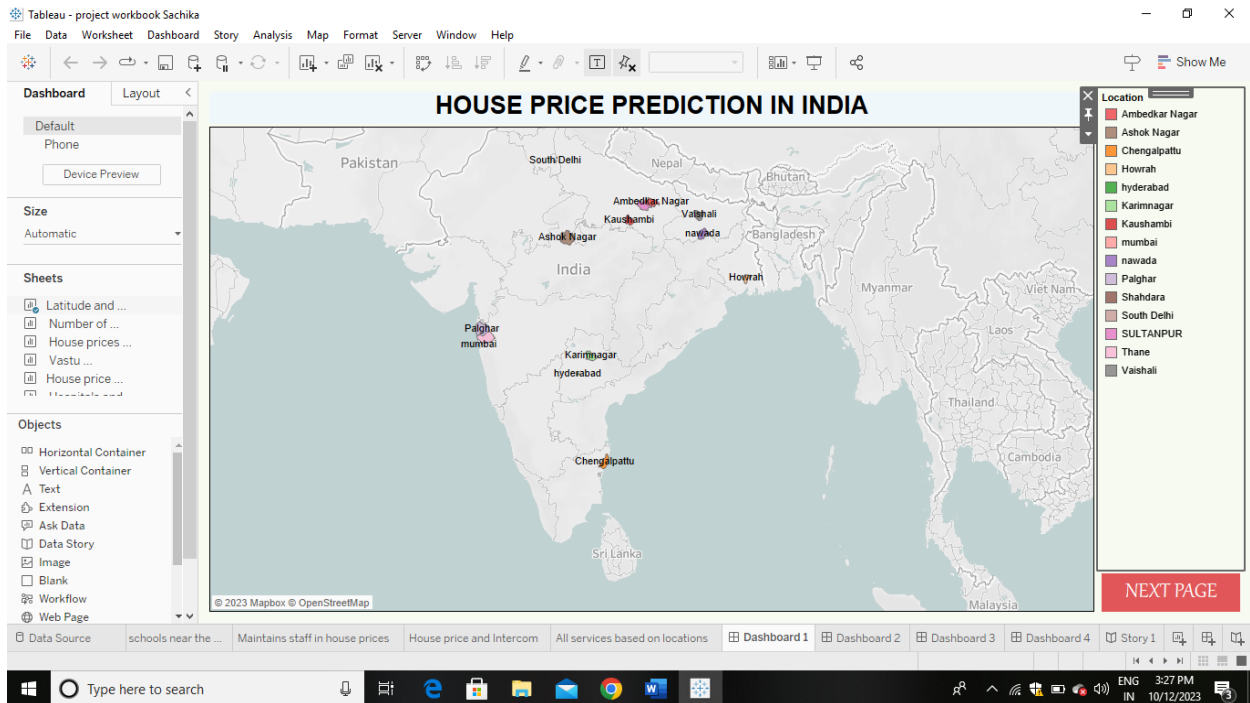 Tableau - project workbook Sachika
File Data Worksheet Dashboard Story Analysis Map Format Server Window Help
Show Me
Dashboard Layout
Default
Phone
Device Preview
Size
Automatic
Sheets
Latitude and ...
Number of ...
House prices ...
Vastu ...
House price ...
Objects
Horizontal Container
Vertical Container
Text
Extension
Ask Data
Data Story
Image
Blank
Workflow
Web Page
HOUSE PRICE PREDICTION IN INDIA
Pakistan
South Delhi
Nepal
Bhutan
Ambedkar Nagar
Kaushambi
Vaishali
Ashok Nagar
nawada
Bangladesh
India
Howrah
Myanmar
Viet Nam
Laos
Palghar
mumbai
Karimnagar
hyderabad
Thailand
Chengalpattu
Cambodia
Sri Lanka
Malaysia
© 2023 Mapbox © OpenStreetMap
Location
Ambedkar Nagar
Ashok Nagar
Chengalpattu
Howrah
hyderabad
Karimnagar
Kaushambi
mumbai
nawada
Palghar
Shahdara
South Delhi
SULTANPUR
Thane
Vaishali
NEXT PAGE
Data Source schools near the ... Maintains staff in house prices House price and Intercom All services based on locations Dashboard 1 Dashboard 2 Dashboard 3 Dashboard 4 Story 1
Type here to search
ENG
IN
3:27 PM
10/12/2023
3